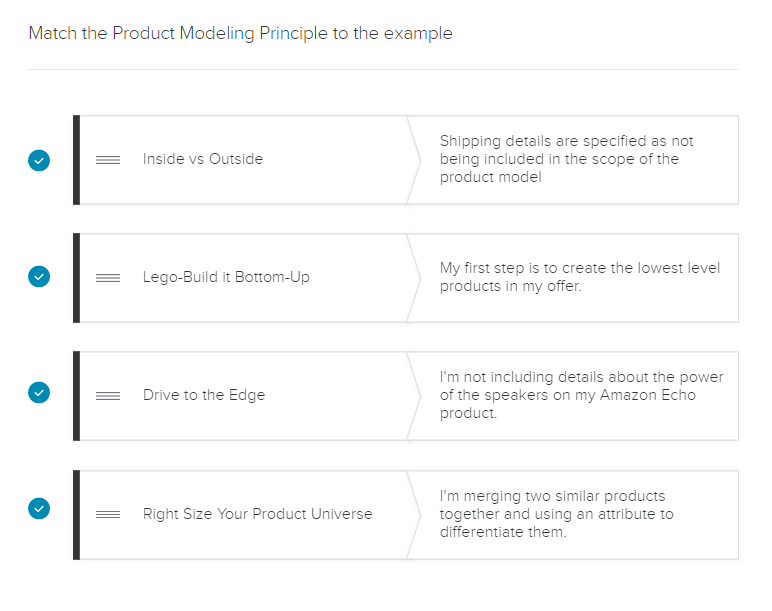 Match the Product Modeling Principle to the example
Inside vs Outside
Shipping details are specified as not
being included in the scope of the
product model
Lego-Build it Bottom-Up
My first step is to create the lowest level
products in my offer.
Drive to the Edge
I'm not including details about the power
of the speakers on my Amazon Echo
product.
Right Size Your Product Universe
I'm merging two similar products
together and using an attribute to
differentiate them.